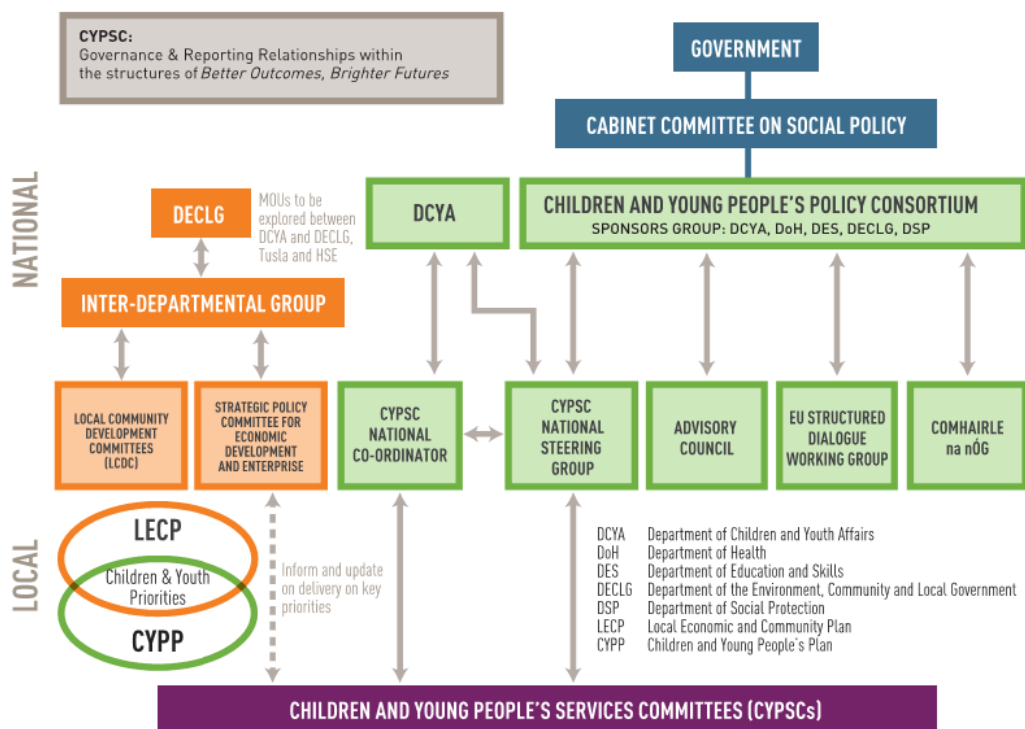 CYPSC:
Governance & Reporting Relationships within
the structures of Better Outcomes, Brighter Futures
GOVERNMENT
CABINET COMMITTEE ON SOCIAL POLICY
NATIONAL
DECLG
MOUs to be
explored between
DCYA and DECLG,
Tusla and HSE
DCYA
CHILDREN AND YOUNG PEOPLE'S POLICY CONSORTIUM
SPONSORS GROUP: DCYA, DoH, DES, DECLG, DSP
INTER-DEPARTMENTAL GROUP
LOCAL COMMUNITY
DEVELOPMENT
COMMITTEES
(LCDC)
STRATEGIC POLICY
COMMITTEE FOR
ECONOMIC
DEVELOPMENT
AND ENTERPRISE
CYPSC
NATIONAL
CO-ORDINATOR
CYPSC
NATIONAL
STEERING
GROUP
ADVISORY
COUNCIL
EU STRUCTURED
DIALOGUE
WORKING GROUP
COMHAIRLE
na nÓG
LOCAL
LECP
Children & Youth
Priorities
CYPP
Inform and update
on delivery on key
priorities
DCYA Department of Children and Youth Affairs
DoH Department of Health
DES Department of Education and Skills
DECLG Department of the Environment, Community and Local Government
DSP Department of Social Protection
LECP Local Economic and Community Plan
CYPP Children and Young People's Plan
CHILDREN AND YOUNG PEOPLE'S SERVICES COMMITTEES (CYPSCs)